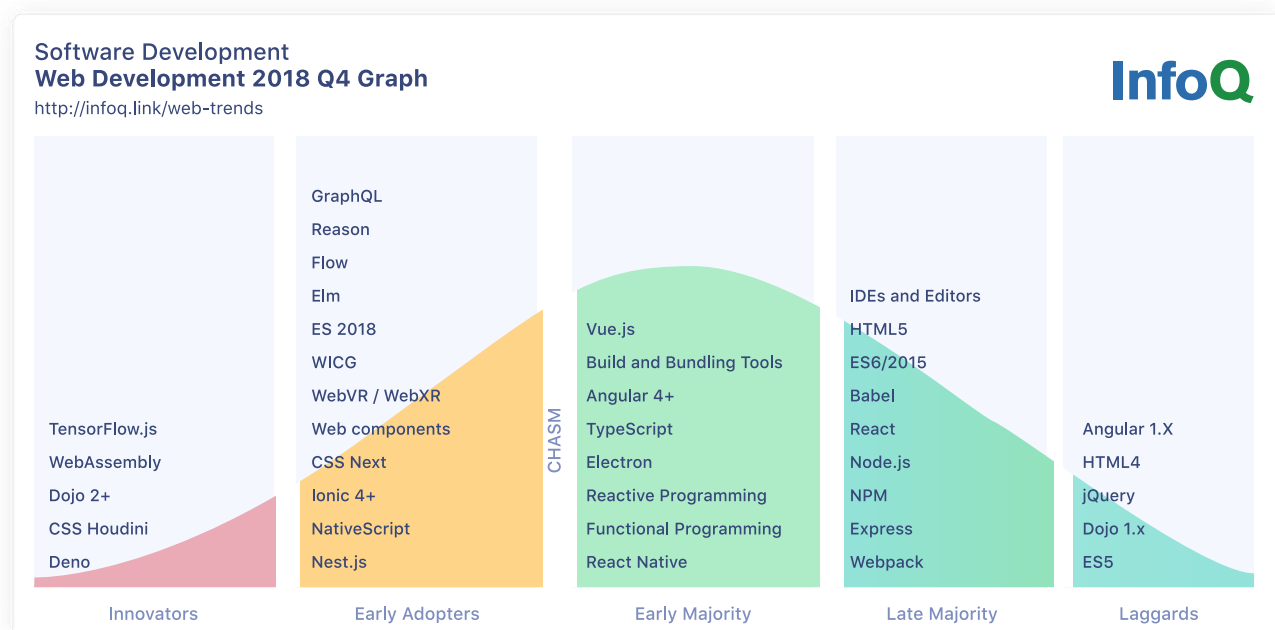 Software Development
Web Development 2018 Q4 Graph
http://infoq.link/web-trends
InfoQ
TensorFlow.js
WebAssembly
Dojo 2+
CSS Houdini
Deno
Innovators
GraphQL
Reason
Flow
Elm
ES 2018
WICG
WebVR / WebXR
Web components
CSS Next
Ionic 4+
NativeScript
Nest.js
Early Adopters
CHASM
Vue.js
Build and Bundling Tools
Angular 4+
TypeScript
Electron
Reactive Programming
Functional Programming
React Native
Early Majority
IDEs and Editors
HTML5
ES6/2015
Babel
React
Node.js
NPM
Express
Webpack
Late Majority
Angular 1.X
HTML4
jQuery
Dojo 1.x
ES5
Laggards